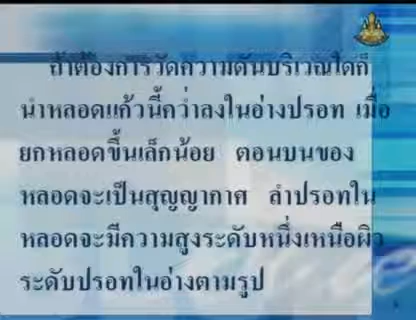 ถ้าต้องการวัดความดันบริเวณใดก็
นำหลอดแก้วนี้คว่ำลงในอ่างปรอท เมื่อ
ยกหลอดขึ้นเล็กน้อย ตอนบนของ
หลอดจะเป็นสุญญากาศ ลำปรอทใน
หลอดจะมีความสูงระดับหนึ่งเหนือผิว
ระดับปรอทในอ่างตามรูป